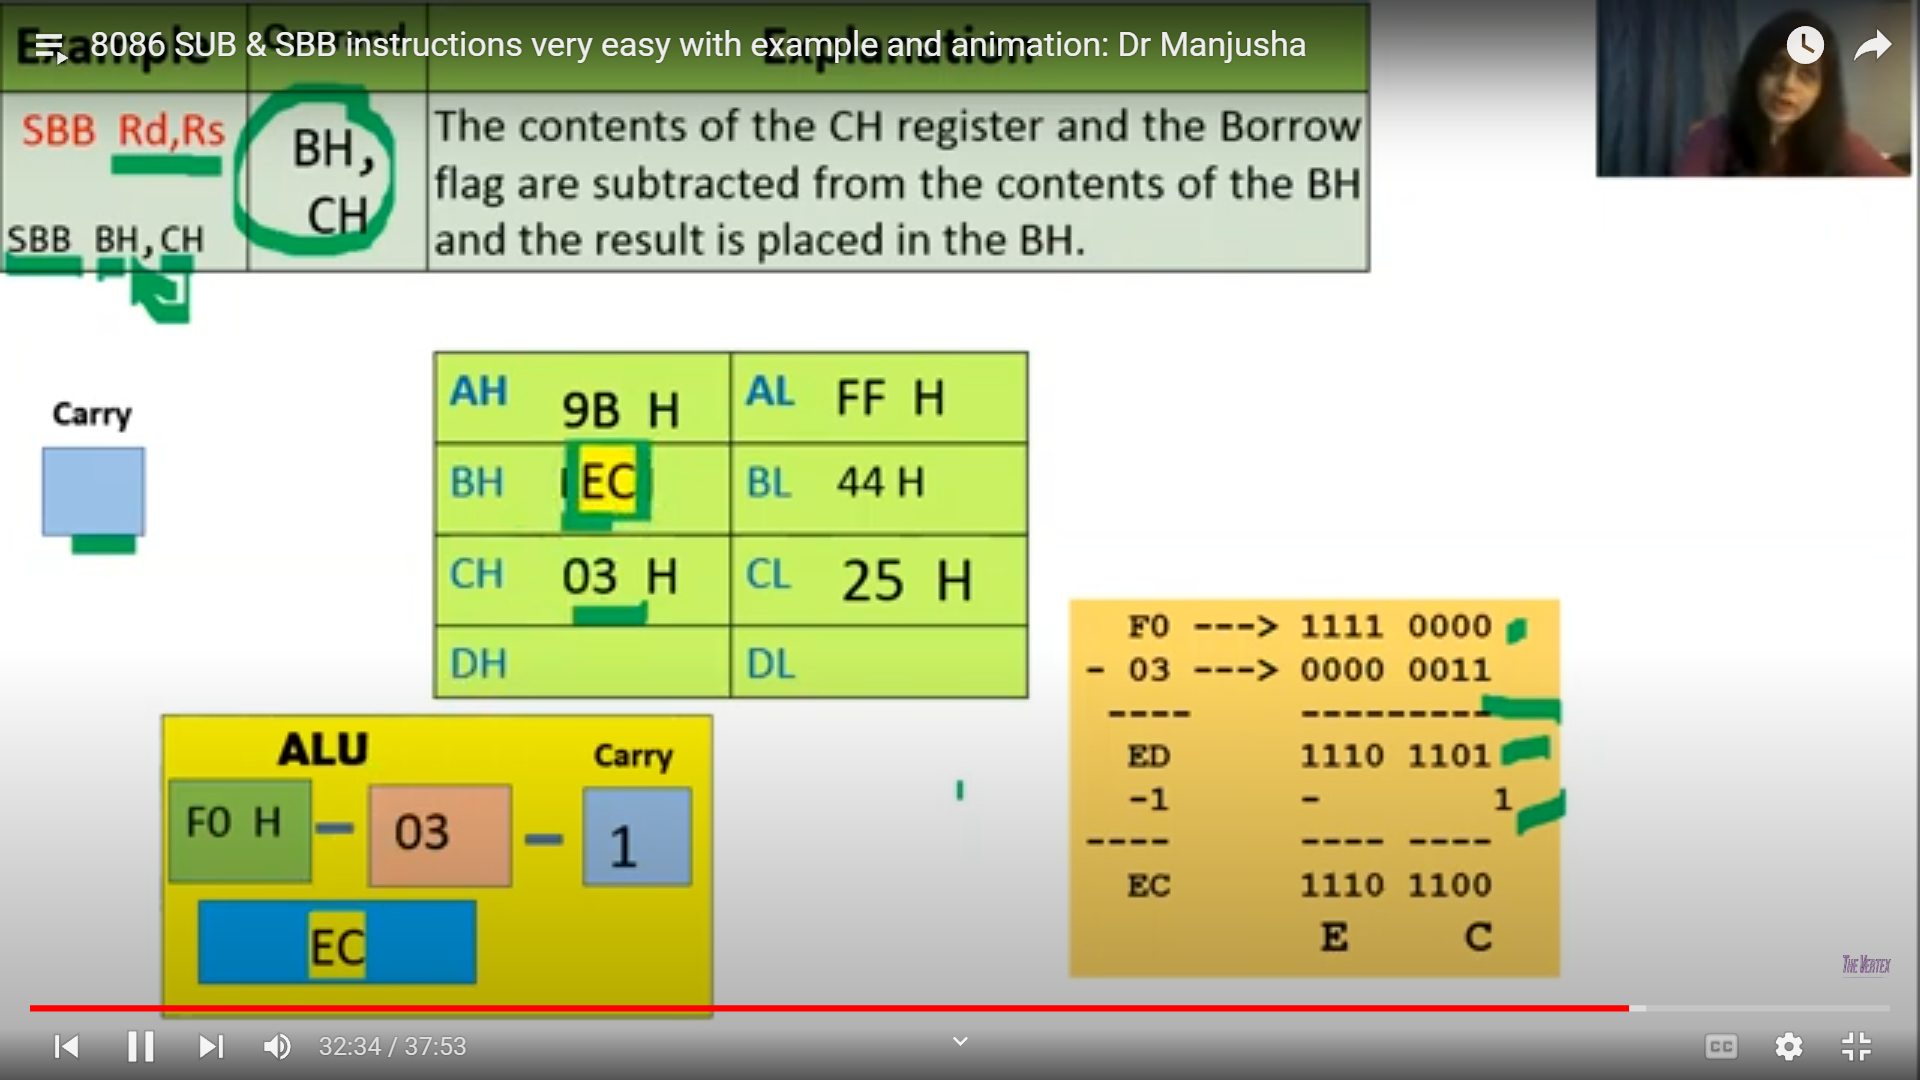 8086 SUB & SBB instructions very easy with example and animation: Dr Manjusha
Example
Explanation
SBB Rd,Rs
SBB BH,CH
BH,
CH
The contents of the CH register and the Borrow
flag are subtracted from the contents of the BH
and the result is placed in the BH.
Carry
AH 9B H AL FF H
BH EC BL 44 H
CH 03 H CL 25 H
DH DL
ALU Carry
F0 H – 03 – 1
EC
F0 ---> 1111 0000
- 03 ---> 0000 0011
---- ---------
ED 1110 1101
-1 - 1
---- ---- ----
EC 1110 1100
E C
THE VERTEX
32:34 / 37:53
CC